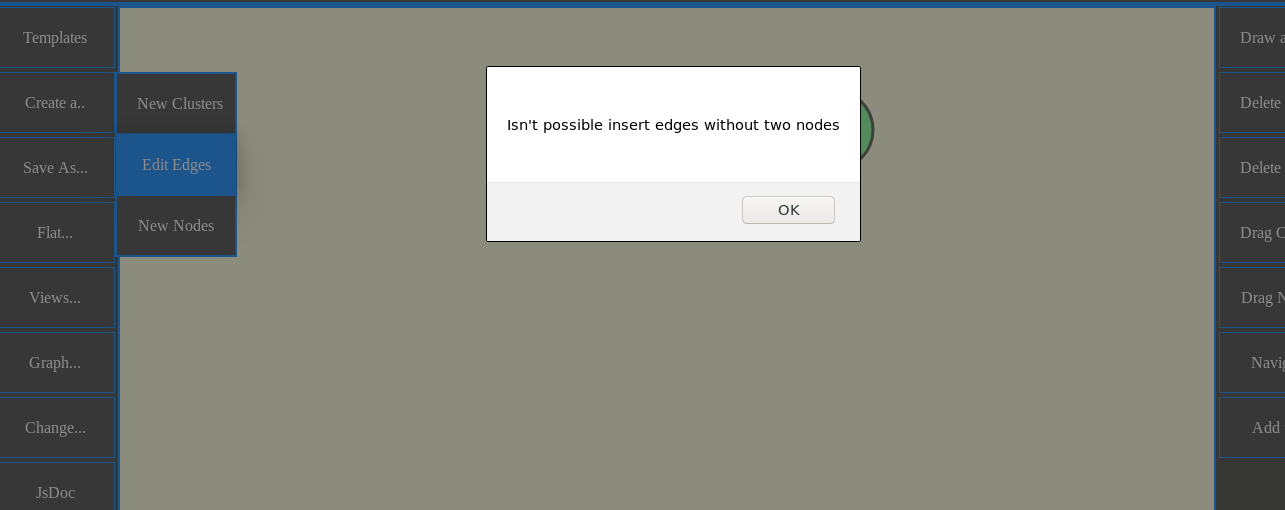 Templates
Create a..
Save As...
Flat...
Views...
Graph...
Change...
JsDoc
New Clusters
Edit Edges
New Nodes
Isn't possible insert edges without two nodes
OK
Draw
Delete
Delete
Drag
Drag
Add